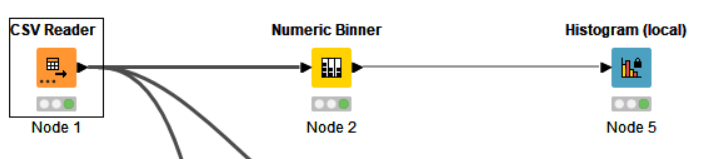 CSV Reader
Numeric Binner
Histogram (local)
Node 1
Node 2
Node 5